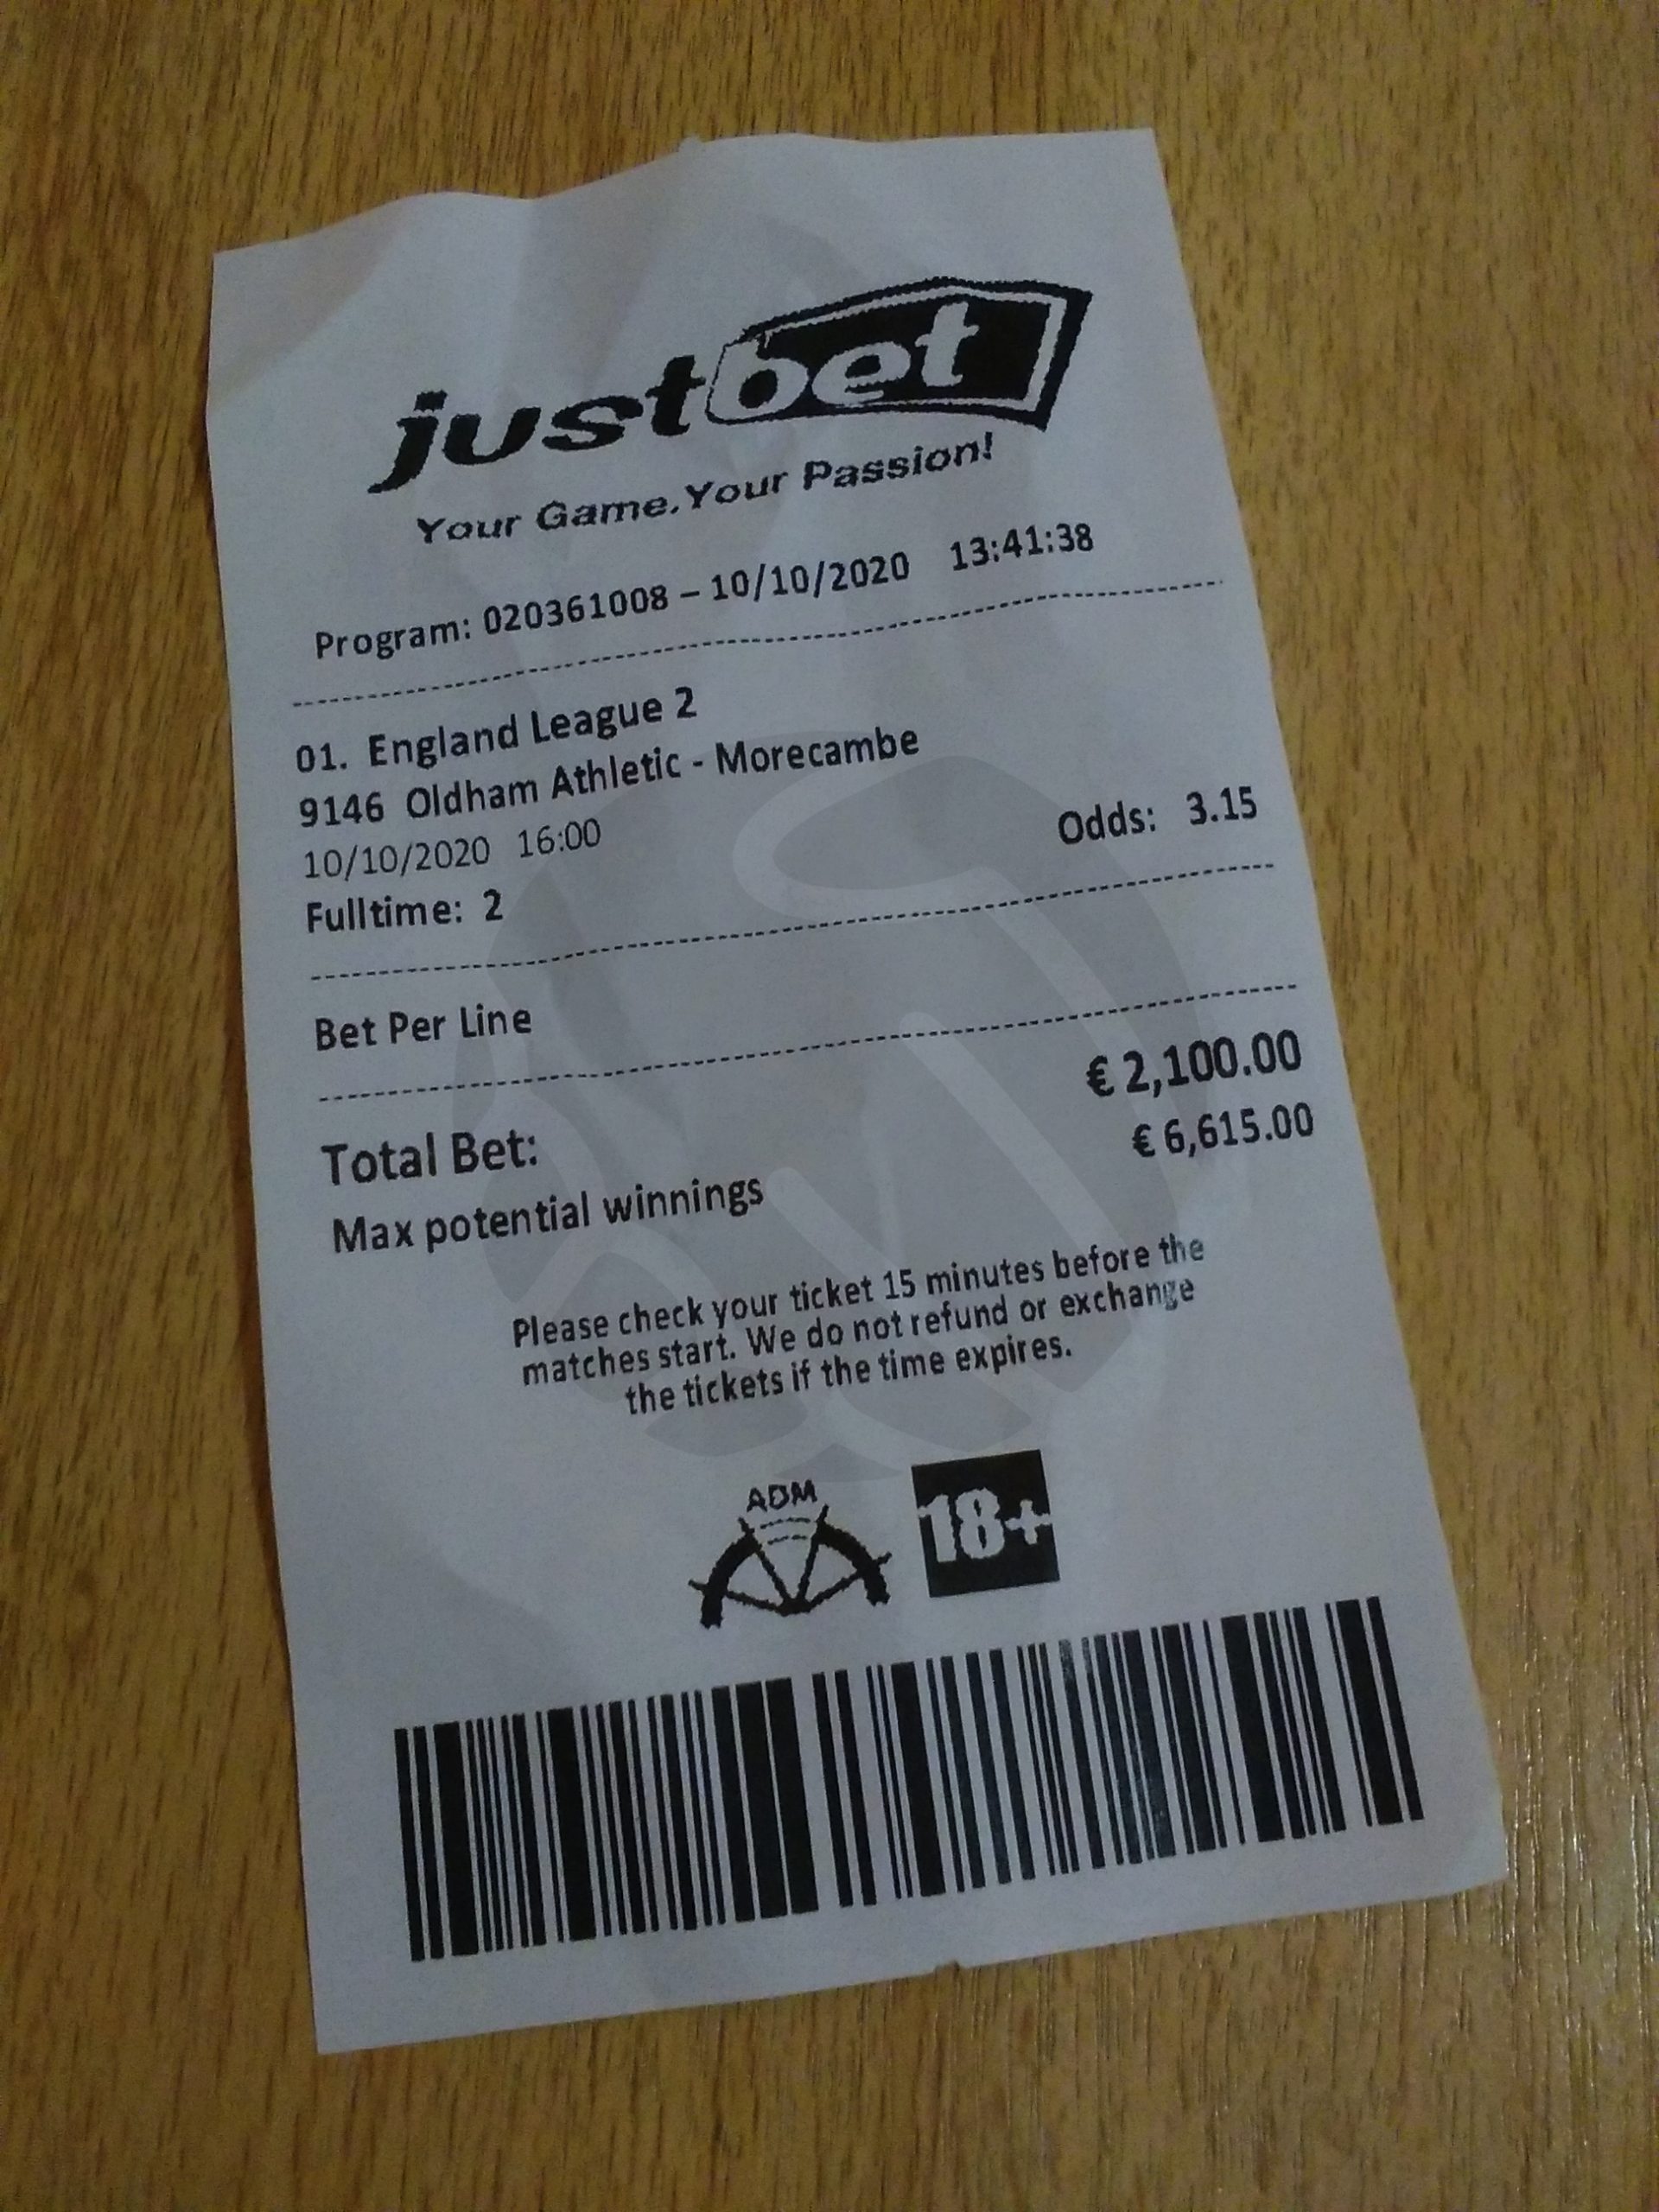 justbet
Your Game.Your Passion!
Program: 020361008 – 10/10/2020 13:41:38
01. England League 2
9146 Oldham Athletic - Morecambe
10/10/2020 16:00
Odds: 3.15
Fulltime: 2
Bet Per Line
Total Bet: € 2,100.00
Max potential winnings € 6,615.00
Please check your ticket 15 minutes before the
matches start. We do not refund or exchange
the tickets if the time expires.
ADM
18+